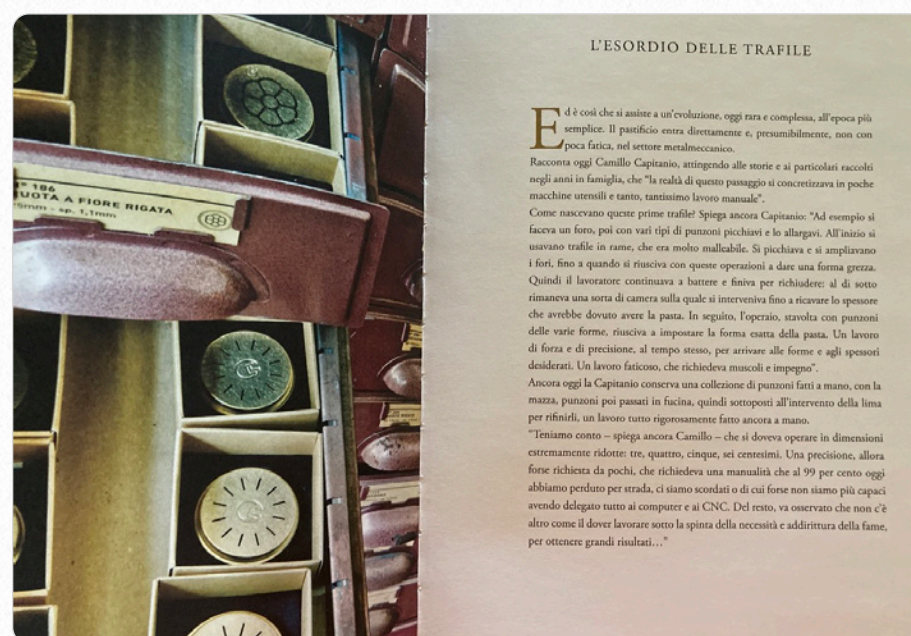 N° 186
UOTA A FIORE RIGATA
5mm - sp. 1,1mm
L'ESORDIO DELLE TRAFILE
Ed è così che si assiste a un'evoluzione, oggi rara e complessa, all'epoca più
semplice. Il pastificio entra direttamente e, presumibilmente, non con
poca fatica, nel settore metalmeccanico.
Racconta oggi Camillo Capitanio, attingendo alle storie e ai particolari raccolti
negli anni in famiglia, che "la realtà di questo passaggio si concretizzava in poche
macchine utensili e tanto, tantissimo lavoro manuale".
Come nascevano queste prime trafile? Spiega ancora Capitanio: "Ad esempio si
faceva un foro, poi con vari tipi di punzoni picchiavi e lo allargavi. All'inizio si
usavano trafile in rame, che era molto malleabile. Si picchiava e si ampliavano
i fori, fino a quando si riusciva con queste operazioni a dare una forma grezza.
Quindi il lavoratore continuava a battere e finiva per richiudere: al di sotto
rimaneva una sorta di camera sulla quale si interveniva fino a ricavare lo spessore
che avrebbe dovuto avere la pasta. In seguito, l'operaio, stavolta con punzoni
delle varie forme, riusciva a impostare la forma esatta della pasta. Un lavoro
di forza e di precisione, al tempo stesso, per arrivare alle forme e agli spessori
desiderati. Un lavoro faticoso, che richiedeva muscoli e impegno".
Ancora oggi la Capitanio conserva una collezione di punzoni fatti a mano, con la
mazza, punzoni poi passati in fucina, quindi sottoposti all'intervento della lima
per rifinirli, un lavoro tutto rigorosamente fatto ancora a mano.
"Teniamo conto – spiega ancora Camillo – che si doveva operare in dimensioni
estremamente ridotte: tre, quattro, cinque, sei centesimi. Una precisione, allora
forse richiesta da pochi, che richiedeva una manualità che al 99 per cento oggi
abbiamo perduto per strada, ci siamo scordati o di cui forse non siamo più capaci
avendo delegato tutto ai computer e ai CNC. Del resto, va osservato che non c'è
altro come il dover lavorare sotto la spinta della necessità e addirittura della fame,
per ottenere grandi risultati…"